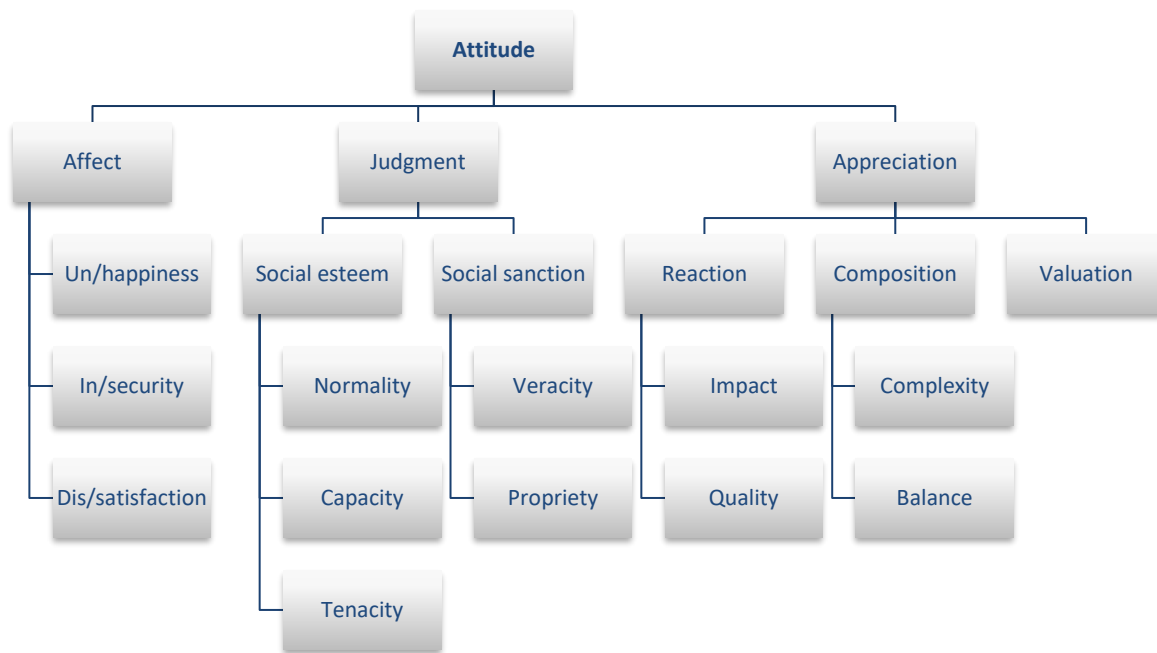 Attitude
Affect
Judgment
Appreciation
Un/happiness
Social esteem
Social sanction
Reaction
Composition
Valuation
In/security
Normality
Veracity
Impact
Complexity
Dis/satisfaction
Capacity
Propriety
Quality
Balance
Tenacity